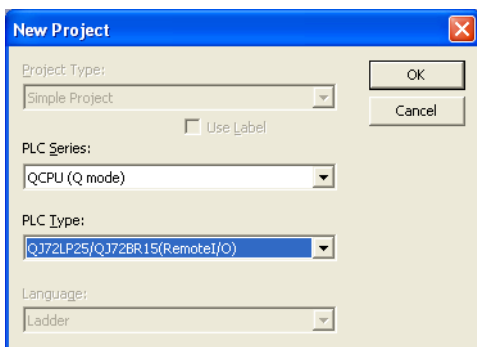 New Project
Project Type:
Simple Project
Use Label
PLC Series:
QCPU (Q mode)
PLC Type:
QJ72LP25/QJ72BR15(RemoteI/O)
Language:
Ladder
OK
Cancel